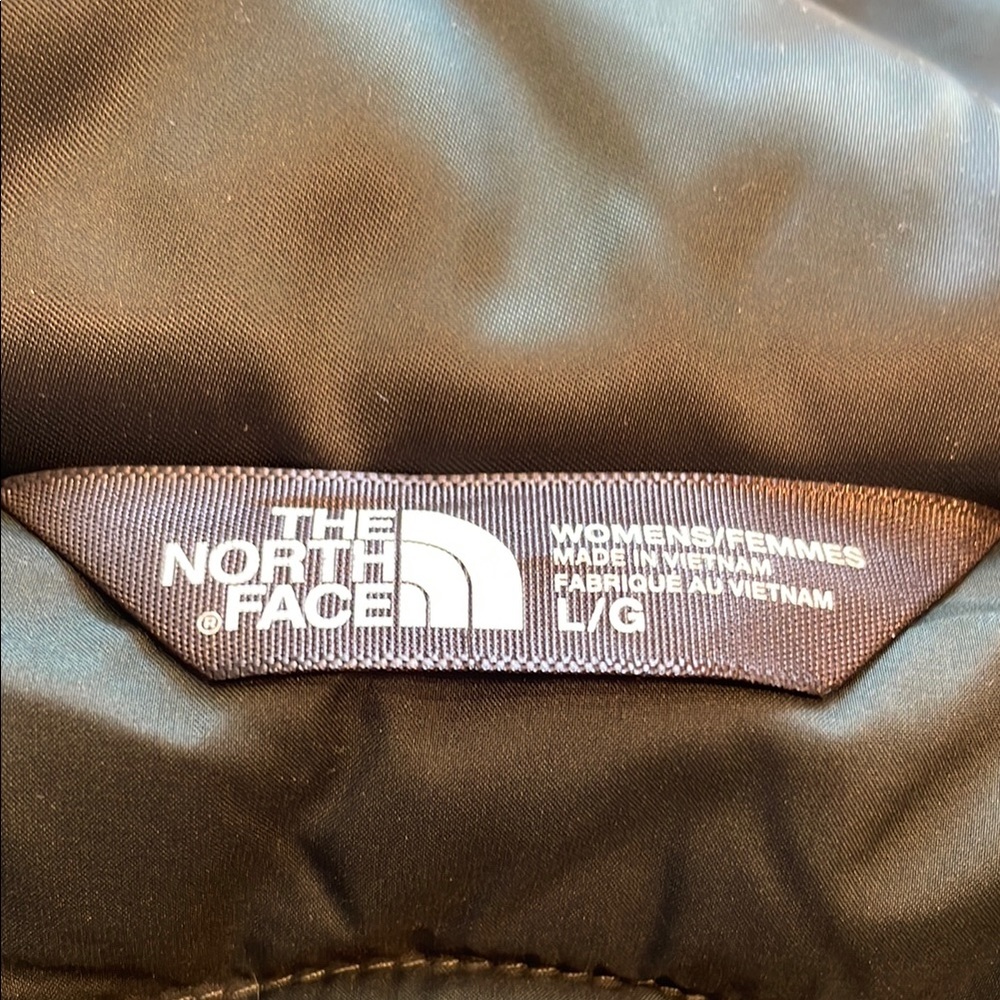 THE
NORTH
®FACE
WOMENS/FEMMES
MADE IN VIETNAM
FABRIQUE AU VIETNAM
L/G